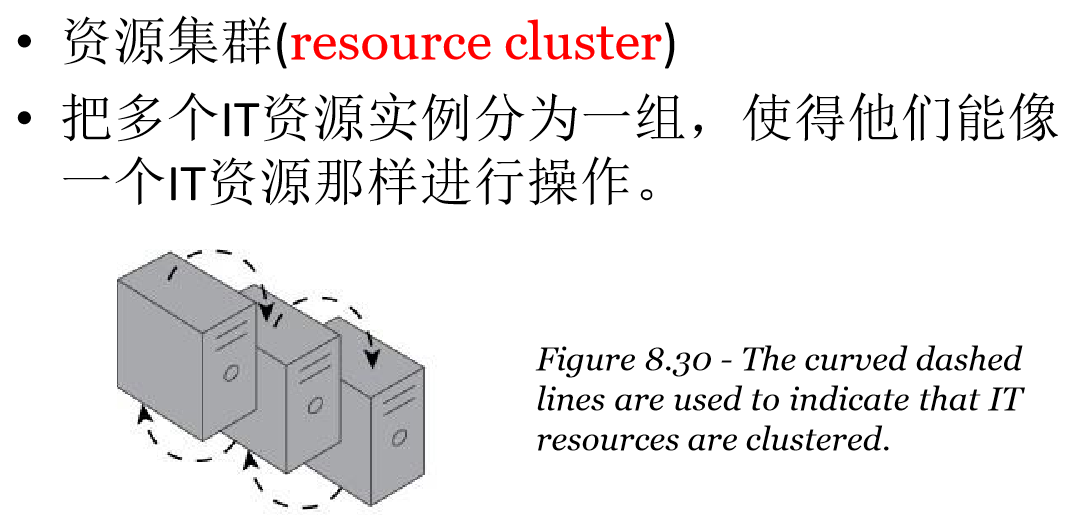 • 资源集群(resource cluster)
• 把多个IT资源实例分为一组，使得他们能像
一个IT资源那样进行操作。
Figure 8.30 - The curved dashed
lines are used to indicate that IT
resources are clustered.